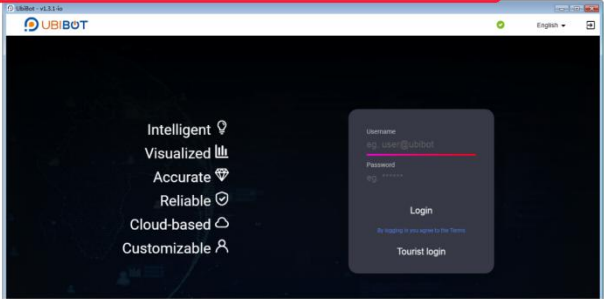 UbiBot - v1.3.1-io
UBIBOT
English
Intelligent
Visualized
Accurate
Reliable
Cloud-based
Customizable
Username
eg. user@ubibot
Password
eg. ******
Login
By logging in you agree to the Terms.
Tourist login